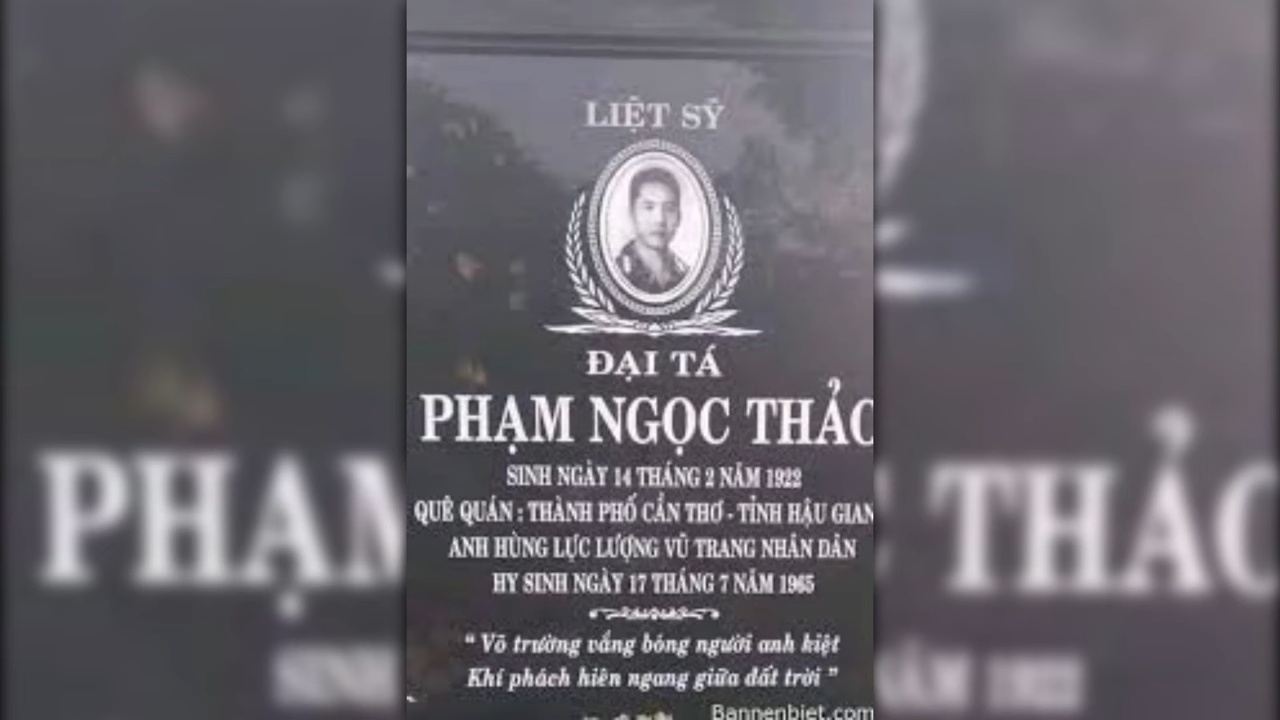 LIỆT SỸ
ĐẠI TÁ
PHẠM NGỌC THẢO
SINH NGÀY 14 THÁNG 2 NĂM 1922
QUÊ QUÁN : THÀNH PHỐ CẦN THƠ - TỈNH HẬU GIAN
ANH HÙNG LỰC LƯỢNG VŨ TRANG NHÂN DÂN
HY SINH NGÀY 17 THÁNG 7 NĂM 1965
“ Võ trường vắng bóng người anh kiệt
Khí phách hiên ngang giữa đất trời ”
Bannenbiet.com